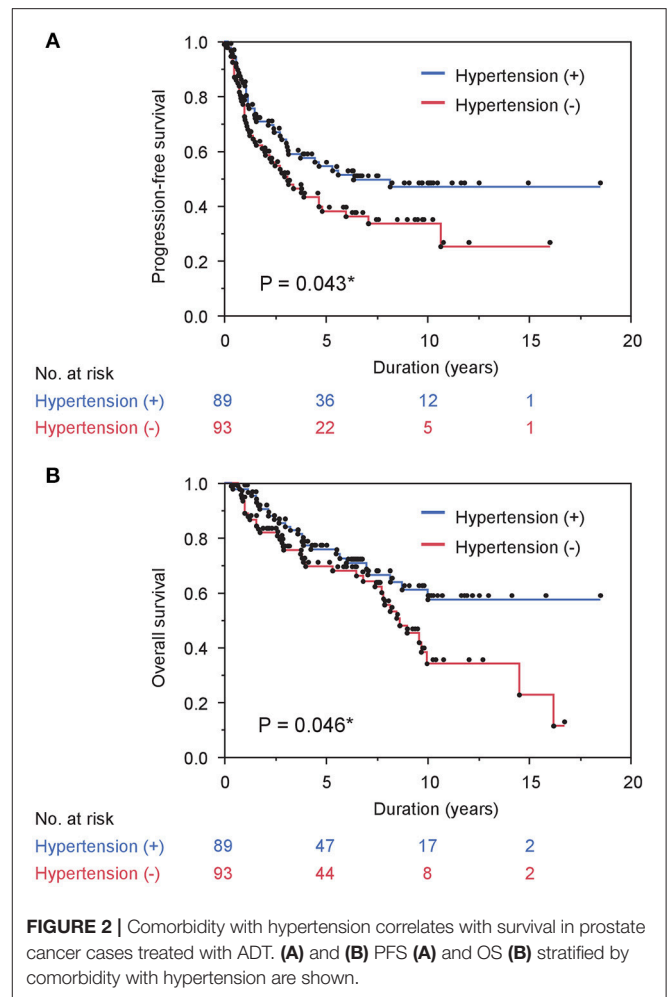 A
Progression-free survival
1.0
0.8
0.6
0.4
0.2
0.0
Hypertension (+)
Hypertension (-)
P = 0.043*
0 5 10 15 20
Duration (years)
No. at risk
Hypertension (+) 89 36 12 1
Hypertension (-) 93 22 5 1
B
Overall survival
1.0
0.8
0.6
0.4
0.2
0.0
Hypertension (+)
Hypertension (-)
P = 0.046*
0 5 10 15 20
Duration (years)
No. at risk
Hypertension (+) 89 47 17 2
Hypertension (-) 93 44 8 2
FIGURE 2 | Comorbidity with hypertension correlates with survival in prostate
cancer cases treated with ADT. (A) and (B) PFS (A) and OS (B) stratified by
comorbidity with hypertension are shown.